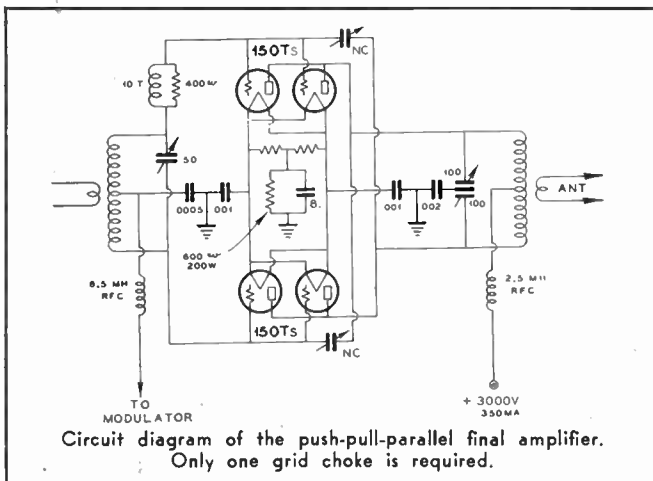 150Ts
NC
10 T
400ω
50
0005
001
8.
600 ω
200W
001
002
100
100
ANT
8.5 MH
RFC
2.5 MH
RFC
150Ts
NC
TO
MODULATOR
+ 3000V
350MA
Circuit diagram of the push-pull-parallel final amplifier.
Only one grid choke is required.